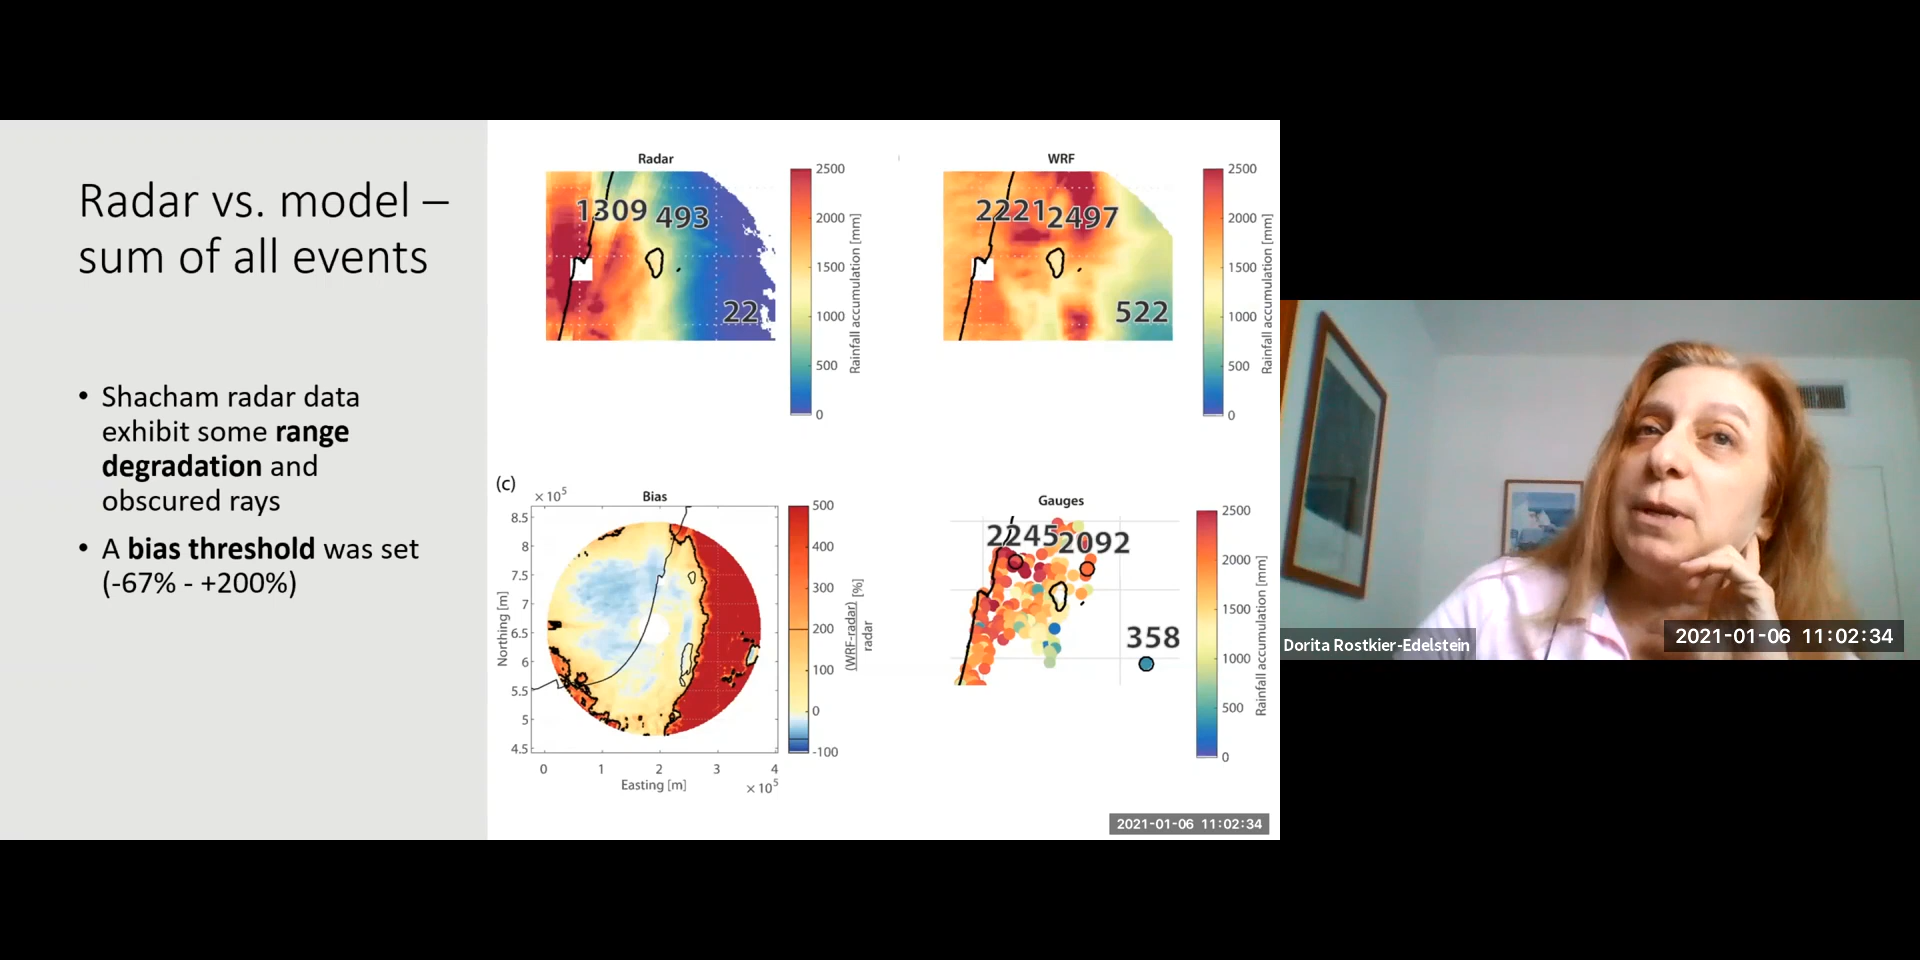 Radar vs. model –
sum of all events
• Shacham radar data
exhibit some range
degradation and
obscured rays
• A bias threshold was set
(-67% - +200%)
Radar
1309 493
22
2500
2000
1500
1000
500
0
Rainfall accumulation [mm]
WRF
2221 2497
522
2500
2000
1500
1000
500
0
Rainfall accumulation [mm]
(c)
Bias
×10⁵
8.5
8
7.5
7
6.5
6
5.5
5
4.5
Northing [m]
0 1 2 3 4
Easting [m]
×10⁵
500
400
300
200
100
0
-100
(WRF-radar) [%]
radar
Gauges
2245 2092
358
2500
2000
1500
1000
500
0
Rainfall accumulation [mm]
2021-01-06 11:02:34
Dorita Rostkier-Edelstein
2021-01-06 11:02:34